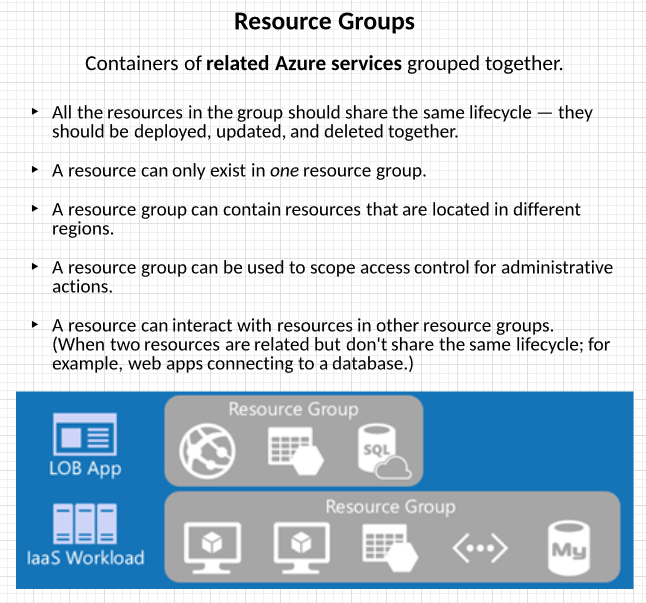 Resource Groups
Containers of related Azure services grouped together.
‣ All the resources in the group should share the same lifecycle — they
should be deployed, updated, and deleted together.
‣ A resource can only exist in one resource group.
‣ A resource group can contain resources that are located in different
regions.
‣ A resource group can be used to scope access control for administrative
actions.
‣ A resource can interact with resources in other resource groups.
(When two resources are related but don't share the same lifecycle; for
example, web apps connecting to a database.)
Resource Group
SQL
LOB App
Resource Group
My
IaaS Workload